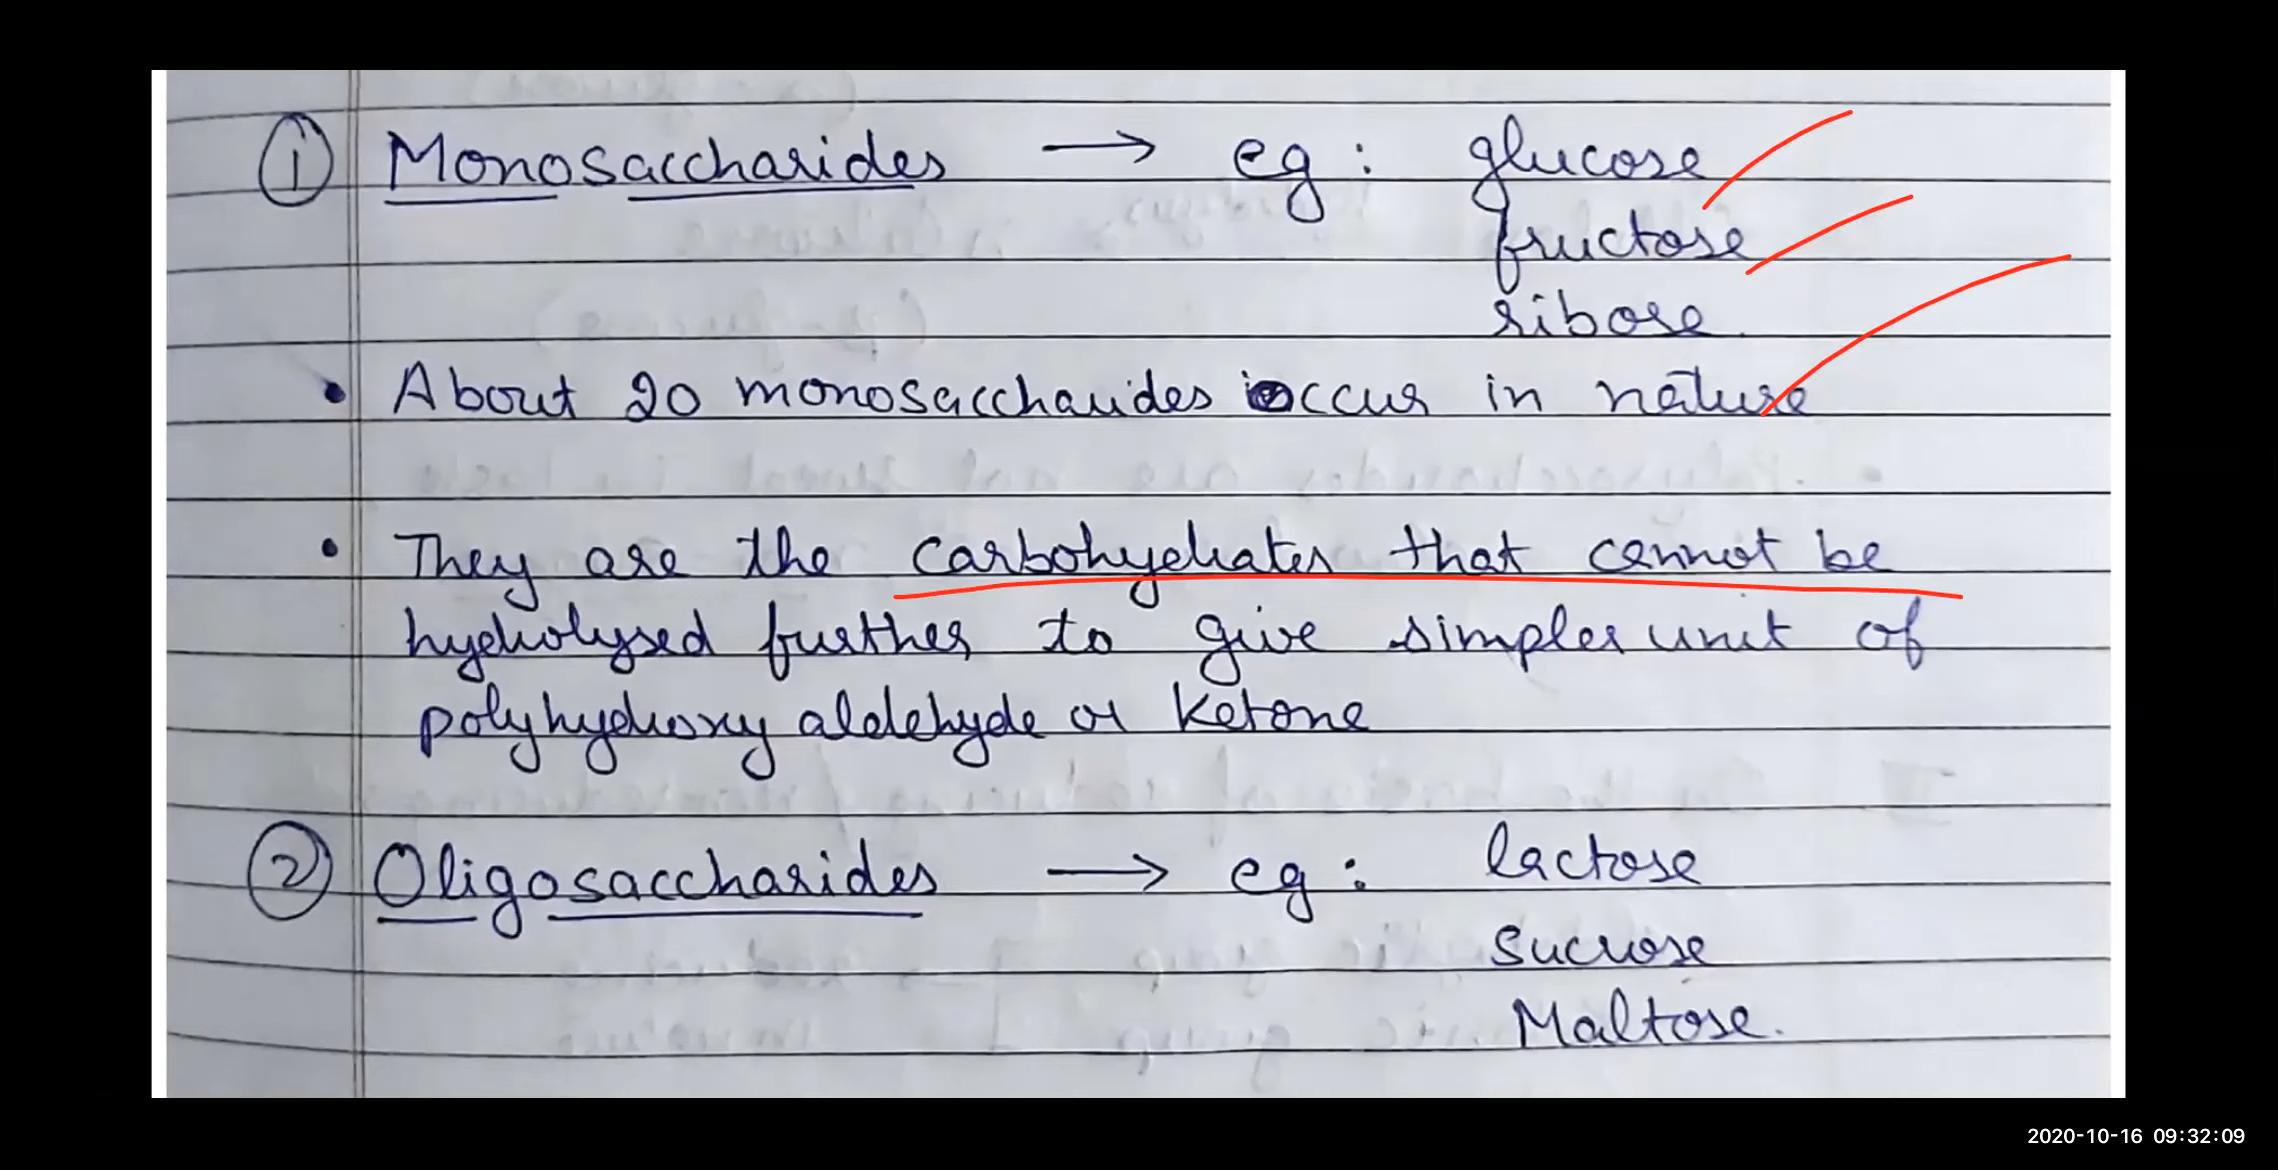 ① Monosaccharides → eg : glucose
fructose
ribose
• About 20 monosaccharides occur in nature
• They are the carbohydrates that cannot be
hydrolysed further to give simpler unit of
polyhydroxy aldehyde or ketone
② Oligosaccharides → eg : lactose
sucrose
Maltose.
2020-10-16 09:32:09